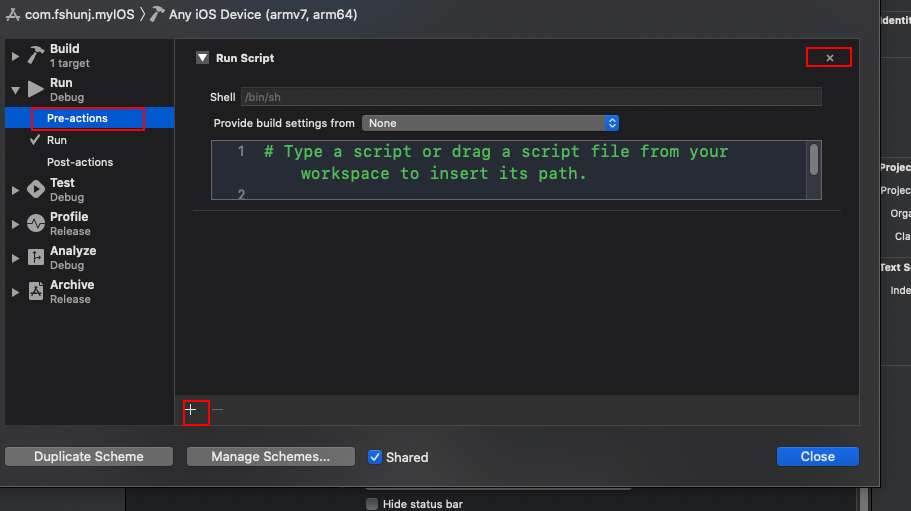 com.fshunj.myIOS 〉 Any iOS Device (armv7, arm64)
Identit
Build
1 target
Run
Debug
Pre-actions
Run
Post-actions
Test
Debug
Profile
Release
Analyze
Debug
Archive
Release
Run Script
Shell /bin/sh
Provide build settings from None
1 # Type a script or drag a script file from your
workspace to insert its path.
2
Project
Projec
Orga
Cla
Text Se
Inde
Duplicate Scheme
Manage Schemes...
Shared
Close
Hide status bar